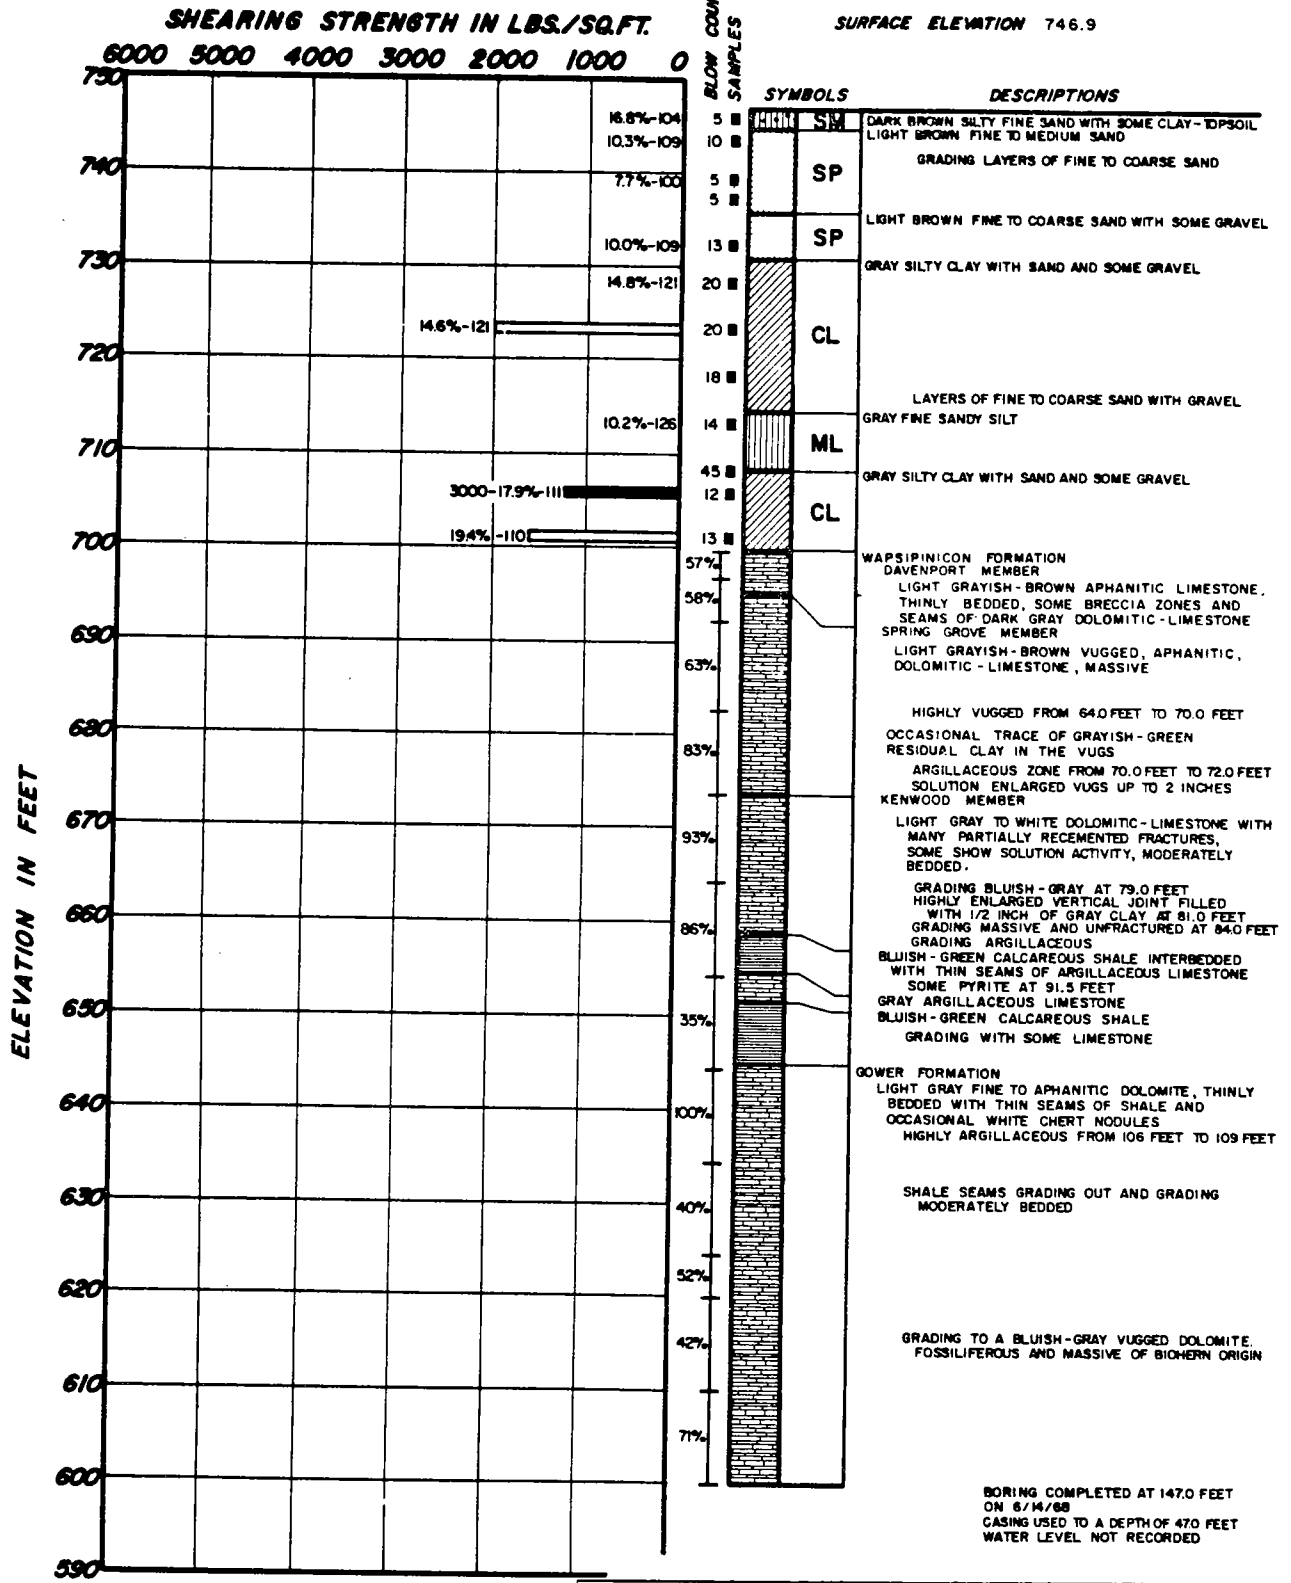 SHEARING STRENGTH IN LBS./SQ.FT.
6000 5000 4000 3000 2000 1000 0
SAMPLES
SURFACE ELEVATION 746.9
SYMBOLS
DESCRIPTIONS
ELEVATION IN FEET
750
740
730
720
710
700
690
680
670
660
650
640
630
620
610
600
590
16.8%-104 5
10.3%-109 10
7.7%-100 5
5
10.0%-109 13
14.8%-121 20
14.6%-121 20
18
10.2%-126 14
45
3000-17.9%-111 12
19.4%-110 13
57%
58%
63%
83%
93%
86%
35%
100%
40%
52%
42%
71%
SM
SP
SP
CL
ML
CL
DARK BROWN SILTY FINE SAND WITH SOME CLAY-TOPSOIL
LIGHT BROWN FINE TO MEDIUM SAND
GRADING LAYERS OF FINE TO COARSE SAND
LIGHT BROWN FINE TO COARSE SAND WITH SOME GRAVEL
GRAY SILTY CLAY WITH SAND AND SOME GRAVEL
LAYERS OF FINE TO COARSE SAND WITH GRAVEL
GRAY FINE SANDY SILT
GRAY SILTY CLAY WITH SAND AND SOME GRAVEL
WAPSIPINICON FORMATION
DAVENPORT MEMBER
LIGHT GRAYISH-BROWN APHANITIC LIMESTONE,
THINLY BEDDED, SOME BRECCIA ZONES AND
SEAMS OF DARK GRAY DOLOMITIC-LIMESTONE
SPRING GROVE MEMBER
LIGHT GRAYISH-BROWN VUGGED, APHANITIC,
DOLOMITIC-LIMESTONE, MASSIVE
HIGHLY VUGGED FROM 64.0 FEET TO 70.0 FEET
OCCASIONAL TRACE OF GRAYISH-GREEN
RESIDUAL CLAY IN THE VUGS
ARGILLACEOUS ZONE FROM 70.0 FEET TO 72.0 FEET
SOLUTION ENLARGED VUGS UP TO 2 INCHES
KENWOOD MEMBER
LIGHT GRAY TO WHITE DOLOMITIC-LIMESTONE WITH
MANY PARTIALLY RECEMENTED FRACTURES,
SOME SHOW SOLUTION ACTIVITY, MODERATELY
BEDDED.
GRADING BLUISH-GRAY AT 79.0 FEET
HIGHLY ENLARGED VERTICAL JOINT FILLED
WITH 1/2 INCH OF GRAY CLAY AT 81.0 FEET
GRADING MASSIVE AND UNFRACTURED AT 84.0 FEET
GRADING ARGILLACEOUS
BLUISH-GREEN CALCAREOUS SHALE INTERBEDDED
WITH THIN SEAMS OF ARGILLACEOUS LIMESTONE
SOME PYRITE AT 91.5 FEET
GRAY ARGILLACEOUS LIMESTONE
BLUISH-GREEN CALCAREOUS SHALE
GRADING WITH SOME LIMESTONE
GOWER FORMATION
LIGHT GRAY FINE TO APHANITIC DOLOMITE, THINLY
BEDDED WITH THIN SEAMS OF SHALE AND
OCCASIONAL WHITE CHERT NODULES
HIGHLY ARGILLACEOUS FROM 106 FEET TO 109 FEET
SHALE SEAMS GRADING OUT AND GRADING
MODERATELY BEDDED
GRADING TO A BLUISH-GRAY VUGGED DOLOMITE.
FOSSILIFEROUS AND MASSIVE OF BIOHERN ORIGIN
BORING COMPLETED AT 147.0 FEET
ON 6/14/68
CASING USED TO A DEPTH OF 47.0 FEET
WATER LEVEL NOT RECORDED